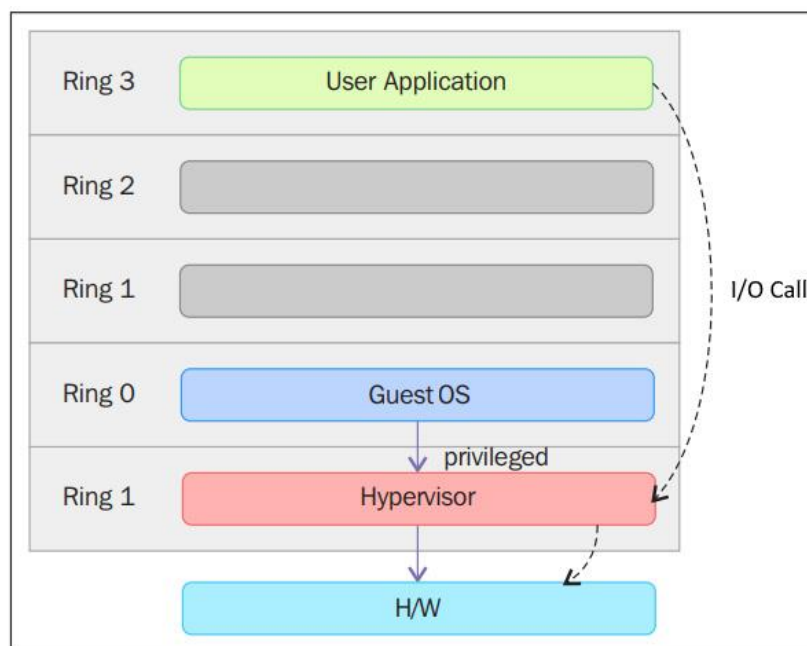 Ring 3
User Application
Ring 2
Ring 1
I/O Call
Ring 0
Guest OS
privileged
Ring 1
Hypervisor
H/W